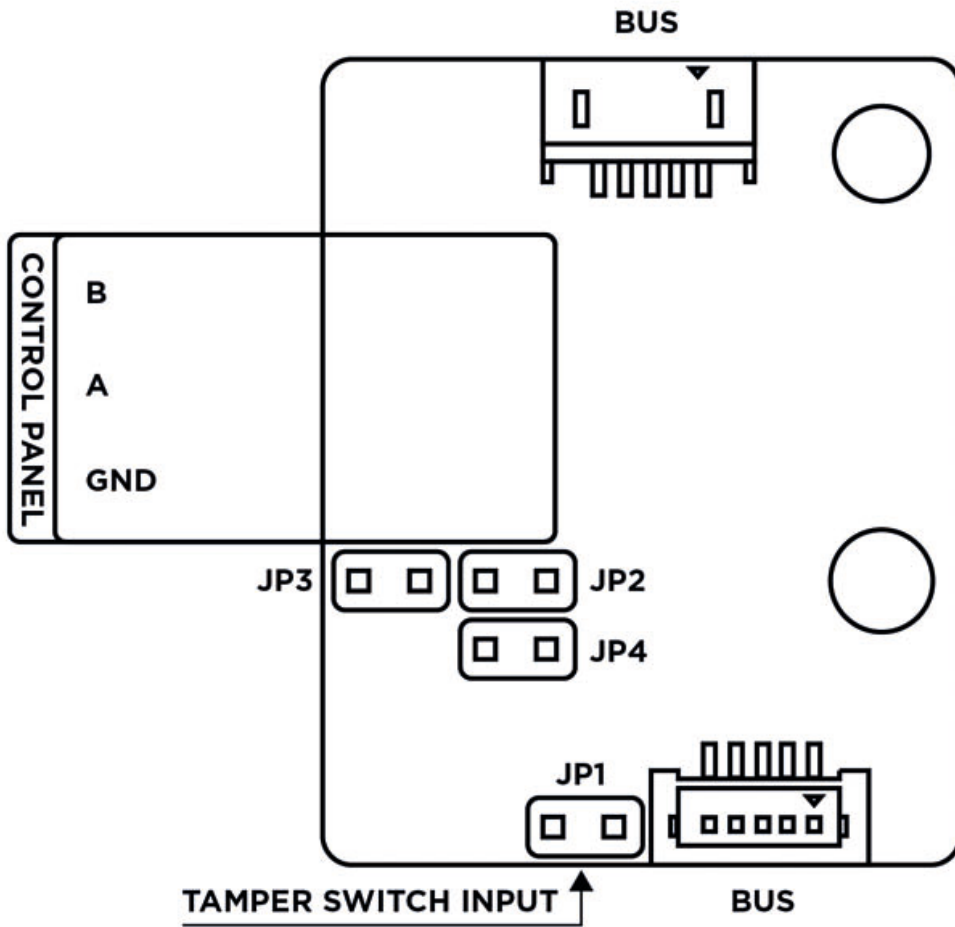 BUS
CONTROL PANEL
B
A
GND
JP3
JP2
JP4
JP1
TAMPER SWITCH INPUT
BUS